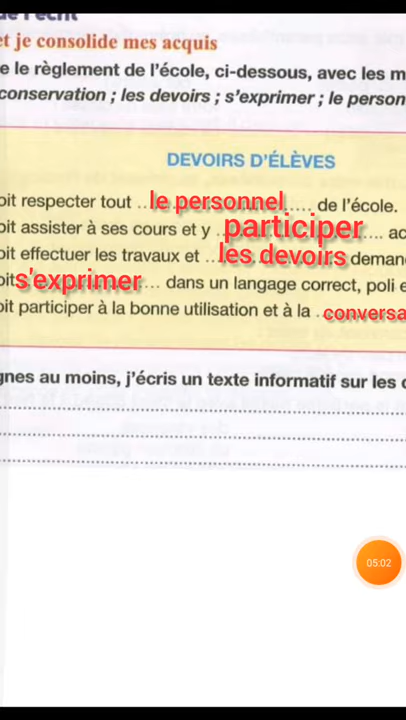 de l'écrit
et je consolide mes acquis
e le règlement de l'école, ci-dessous, avec les m
conservation ; les devoirs ; s'exprimer ; le person
DEVOIRS D'ÉLÈVES
oit respecter tout ..le personnel.... de l'école.
oit assister à ses cours et y ..participer.... ac
oit effectuer les travaux et ...les devoirs deman
oit s'exprimer... dans un langage correct, poli e
oit participer à la bonne utilisation et à la .conversa
gnes au moins, j'écris un texte informatif sur les d
05:02